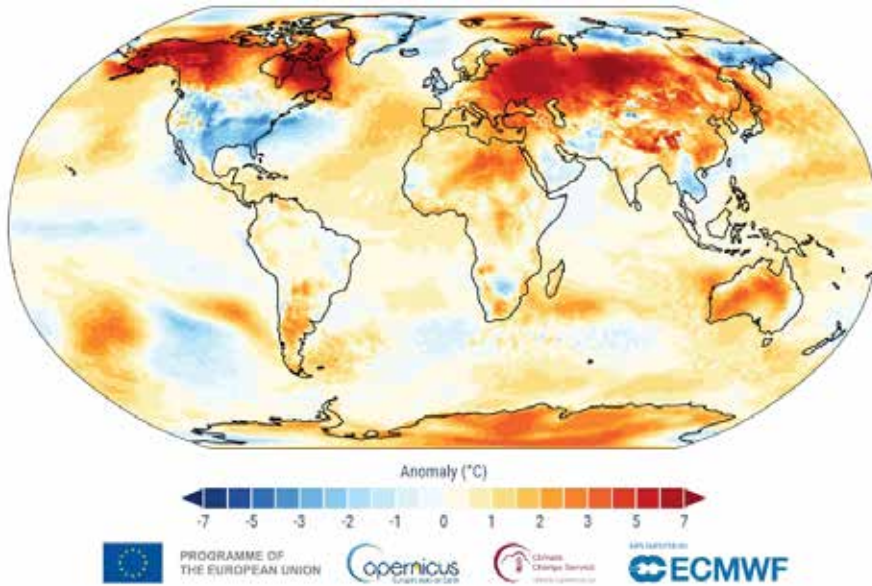 Anomaly (°C)
-7 -5 -3 -2 -1 0 1 2 3 5 7
PROGRAMME OF
THE EUROPEAN UNION
Copernicus
Climate
Change Service
ECMWF